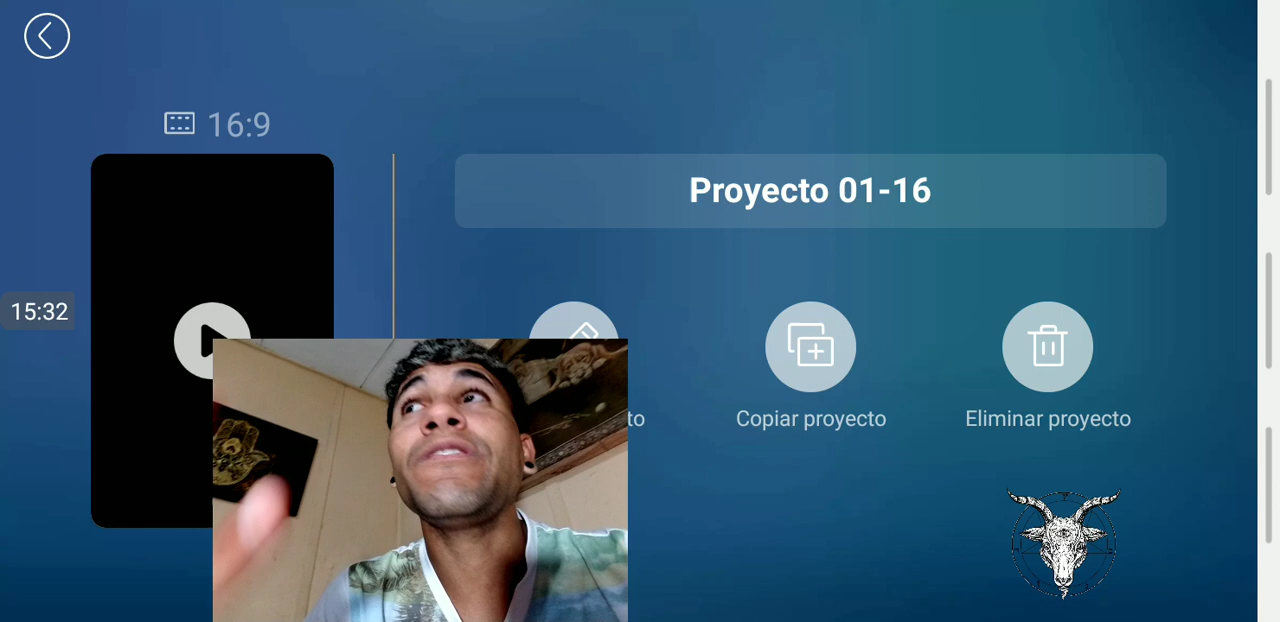 16:9
Proyecto 01-16
15:32
to
Copiar proyecto
Eliminar proyecto